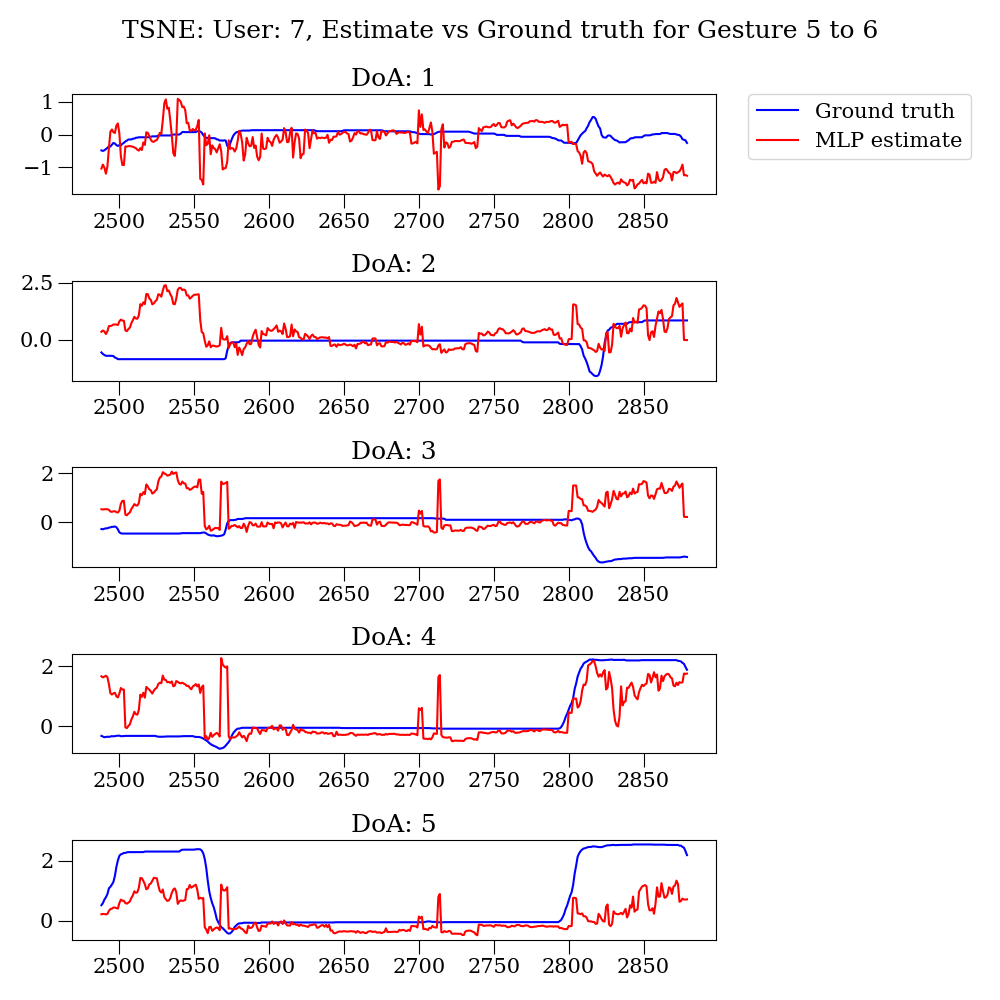 TSNE: User: 7, Estimate vs Ground truth for Gesture 5 to 6
DoA: 1
Ground truth
MLP estimate
1
0
−1
2500 2550 2600 2650 2700 2750 2800 2850
DoA: 2
2.5
0.0
2500 2550 2600 2650 2700 2750 2800 2850
DoA: 3
2
0
2500 2550 2600 2650 2700 2750 2800 2850
DoA: 4
2
0
2500 2550 2600 2650 2700 2750 2800 2850
DoA: 5
2
0
2500 2550 2600 2650 2700 2750 2800 2850